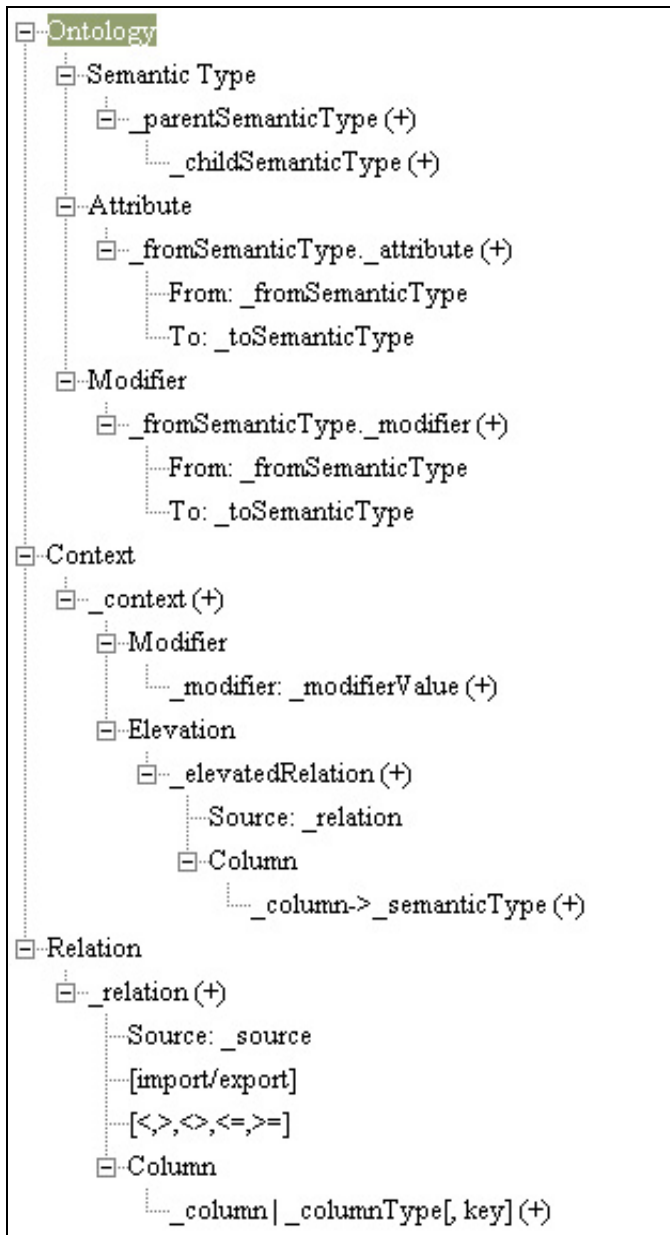 Ontology
Semantic Type
_parentSemanticType (+)
_childSemanticType (+)
Attribute
_fromSemanticType._attribute (+)
From: _fromSemanticType
To: _toSemanticType
Modifier
_fromSemanticType._modifier (+)
From: _fromSemanticType
To: _toSemanticType
Context
_context (+)
Modifier
_modifier: _modifierValue (+)
Elevation
_elevatedRelation (+)
Source: _relation
Column
_column->_semanticType (+)
Relation
_relation (+)
Source: _source
[import/export]
[<,>,<>,<=,>=]
Column
_column | _columnType[, key] (+)